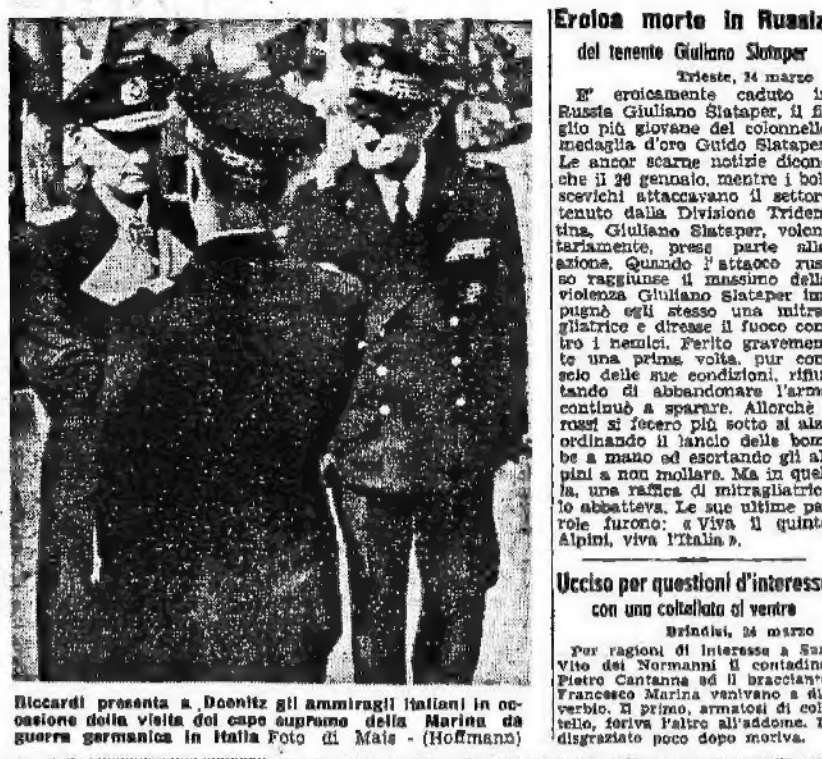 Biccardi presenta a Doenitz gli ammiragli italiani in oc-
casione della visita del capo supremo della Marina da
guerra germanica in Italia Foto di Mais - (Hoffmann)
Eroica morte in Russia
del tenente Giuliano Slataper
Trieste, 24 marzo
E' eroicamente caduto in
Russia Giuliano Slataper, il fi
glio più giovane del colonnello
medaglia d'oro Guido Slataper
Le ancor scarne notizie dicono
che il 26 gennaio, mentre i bol
scevichi attaccavano il settor
tenuto dalla Divisione Triden
tina, Giuliano Slataper, volon
tariamente, prese parte alla
azione. Quando l'attacco rus
so raggiunse il massimo della
violenza Giuliano Slataper im
pugnò egli stesso una mitra
gliatrice e diresse il fuoco con
tro i nemici. Ferito gravemen
te una prima volta, pur con
scio delle sue condizioni, rifiu
tando di abbandonare l'arma
continuò a sparare. Allorchè
rossi si fecero più sotto si alz
ordinando il lancio delle bom
be a mano ed esortando gli al
pini a non mollare. Ma in quel
la, una raffica di mitragliatric
lo abbatteva. Le sue ultime pa
role furono: « Viva il quinto
Alpini, viva l'Italia ».
Ucciso per questioni d'interesse
con una coltellata al ventre
Brindisi, 24 marzo
Per ragioni di interesse a San
Vito dei Normanni il contadino
Pietro Cantanna ed il bracciante
Francesco Marina venivano a di
verbio. Il primo, armatosi di col
tello, feriva l'altro all'addome. I
disgraziato poco dopo moriva.